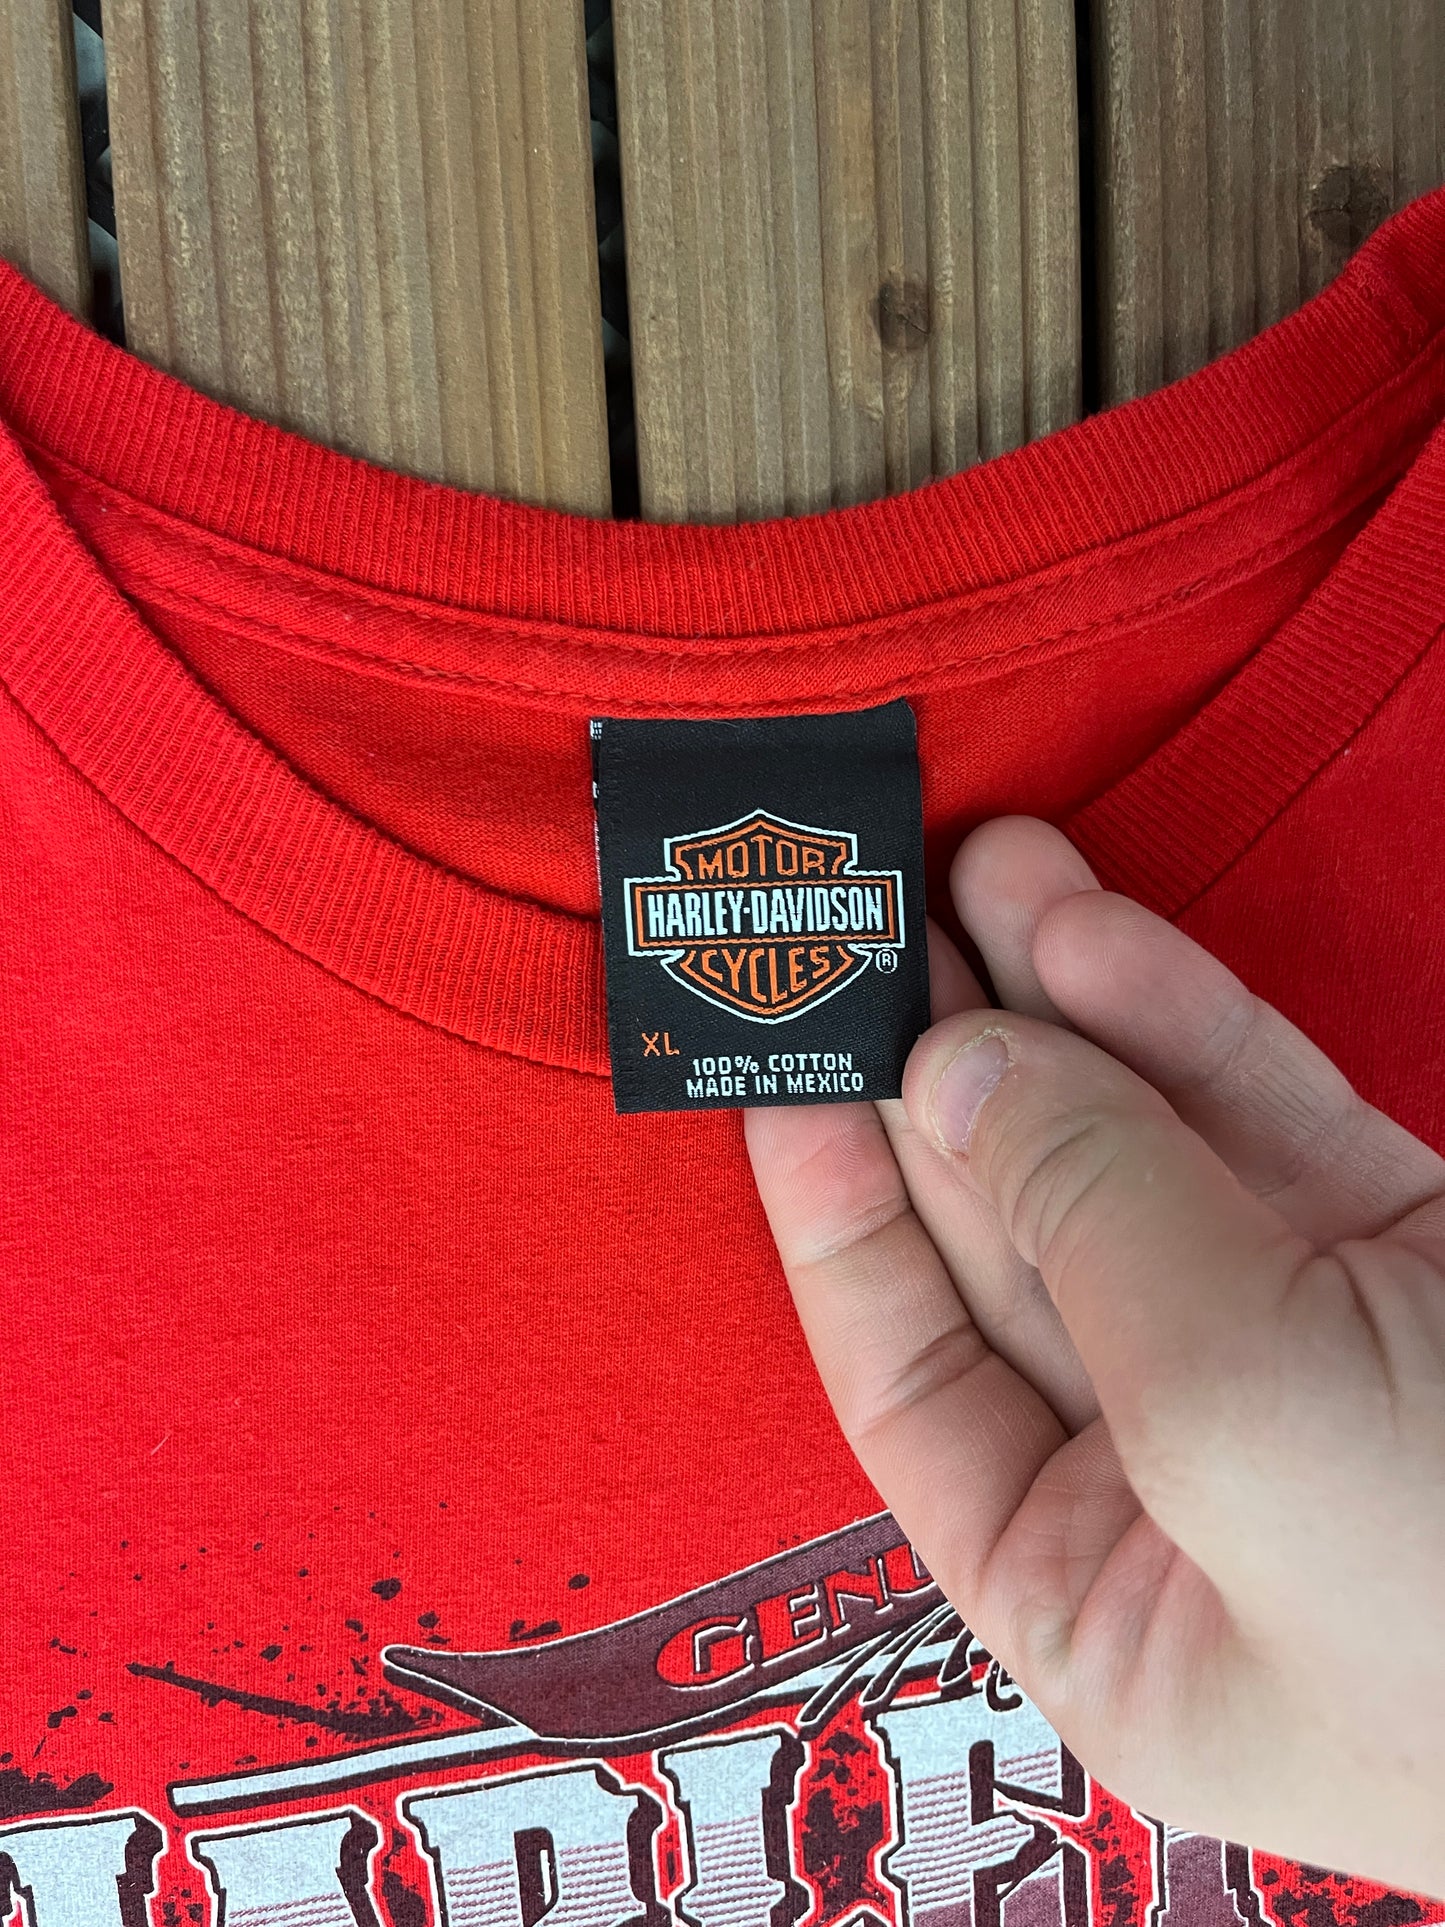 MOTOR
HARLEY-DAVIDSON
CYCLES
®
XL
100% COTTON
MADE IN MEXICO